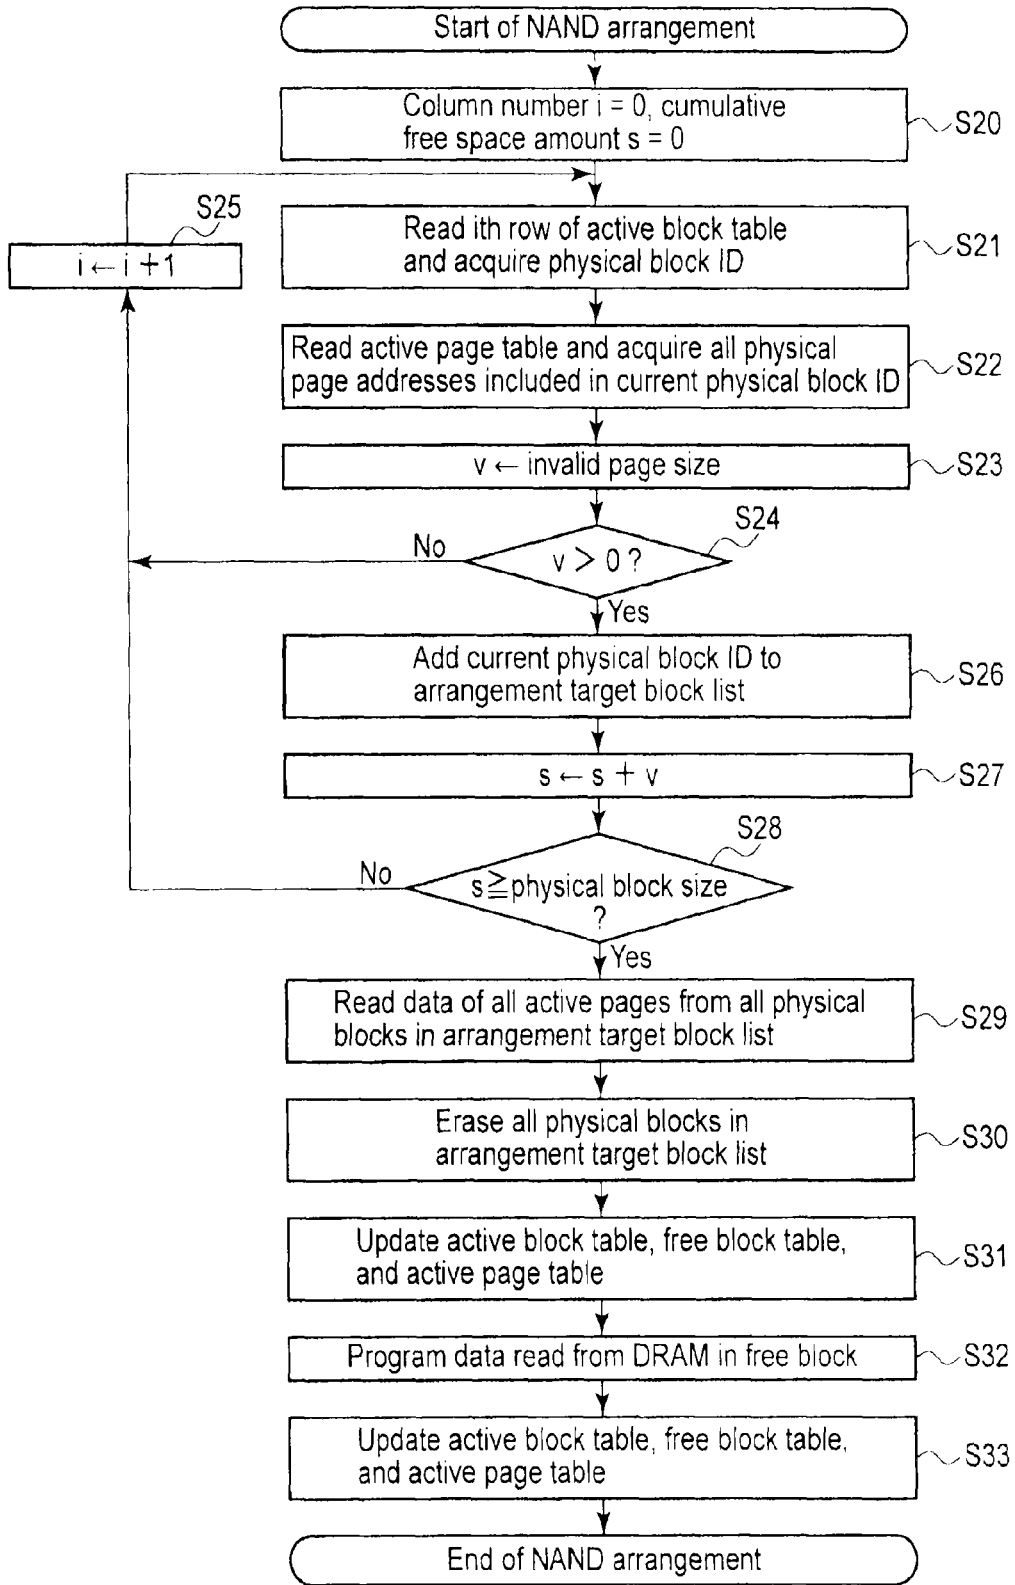 Start of NAND arrangement
Column number i = 0, cumulative
free space amount s = 0
S20
S25
i ← i + 1
Read ith row of active block table
and acquire physical block ID
S21
Read active page table and acquire all physical
page addresses included in current physical block ID
S22
v ← invalid page size
S23
S24
No
v > 0 ?
Yes
Add current physical block ID to
arrangement target block list
S26
s ← s + v
S27
S28
No
s ≧ physical block size
?
Yes
Read data of all active pages from all physical
blocks in arrangement target block list
S29
Erase all physical blocks in
arrangement target block list
S30
Update active block table, free block table,
and active page table
S31
Program data read from DRAM in free block
S32
Update active block table, free block table,
and active page table
S33
End of NAND arrangement